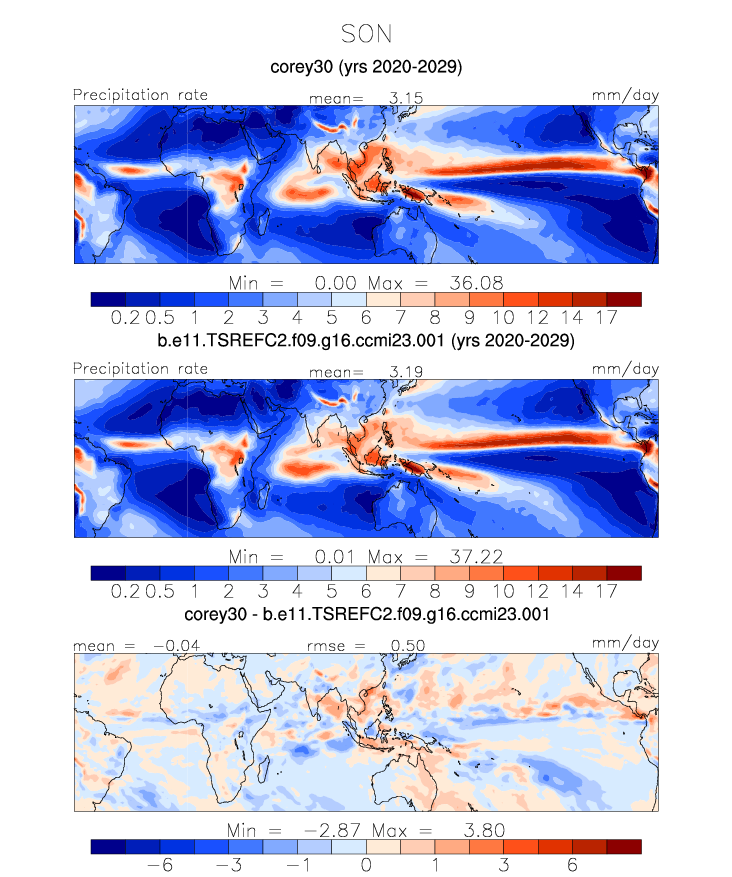 SON
corey30 (yrs 2020-2029)
Precipitation rate mean= 3.15 mm/day
Min = 0.00 Max = 36.08
0.2 0.5 1 2 3 4 5 6 7 8 9 10 12 14 17
b.e11.TSREFC2.f09.g16.ccmi23.001 (yrs 2020-2029)
Precipitation rate mean= 3.19 mm/day
Min = 0.01 Max = 37.22
0.2 0.5 1 2 3 4 5 6 7 8 9 10 12 14 17
corey30 - b.e11.TSREFC2.f09.g16.ccmi23.001
mean = −0.04 rmse = 0.50 mm/day
Min = −2.87 Max = 3.80
−6 −3 −1 0 1 3 6